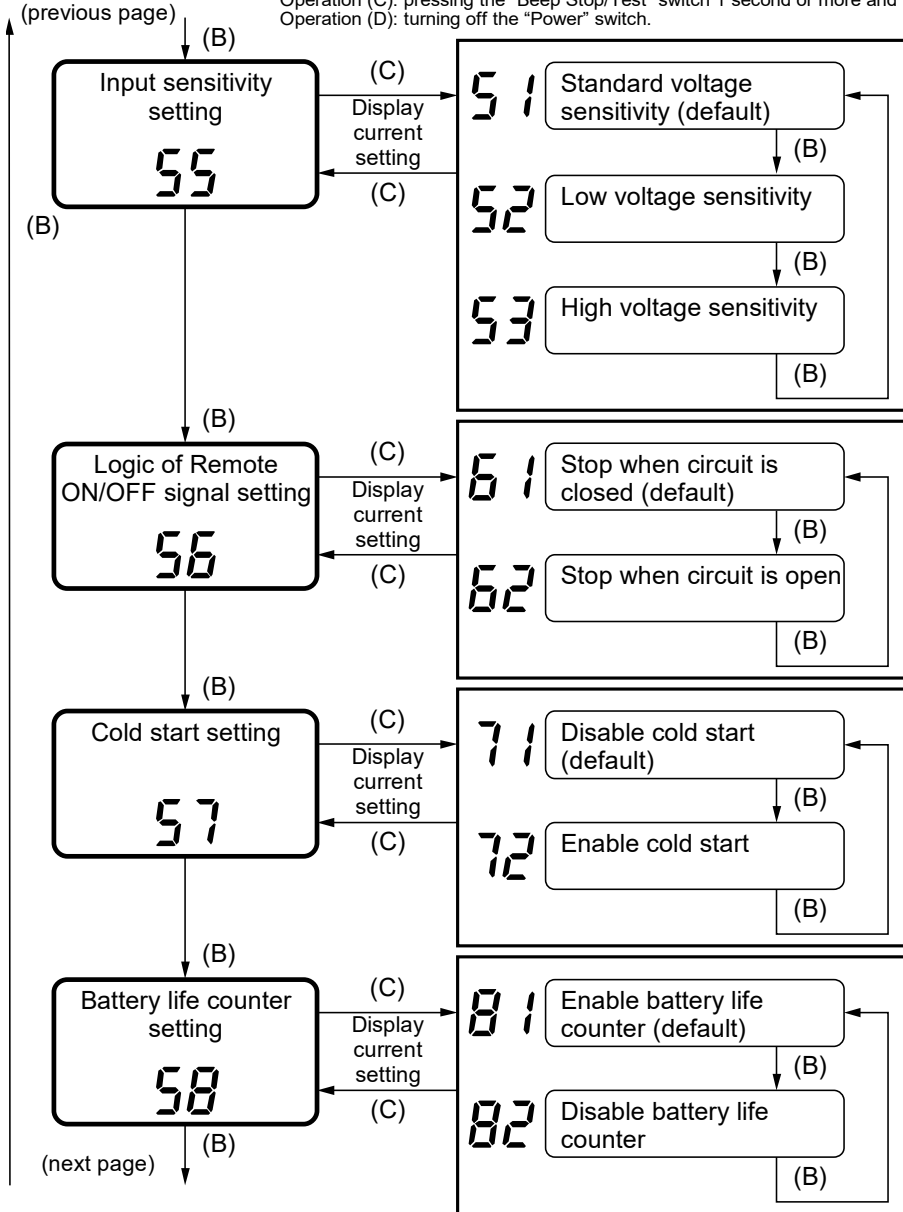 (previous page)
Operation (C): pressing the "Beep Stop/Test" switch 1 second or more and
Operation (D): turning off the “Power” switch.
(B)
Input sensitivity
setting
55
(B)
(C)
Display
current
setting
(C)
51
Standard voltage
sensitivity (default)
(B)
52
Low voltage sensitivity
(B)
53
High voltage sensitivity
(B)
(B)
Logic of Remote
ON/OFF signal setting
56
(C)
Display
current
setting
(C)
61
Stop when circuit is
closed (default)
(B)
62
Stop when circuit is open
(B)
(B)
Cold start setting
57
(C)
Display
current
setting
(C)
71
Disable cold start
(default)
(B)
72
Enable cold start
(B)
(B)
Battery life counter
setting
58
(C)
Display
current
setting
(C)
81
Enable battery life
counter (default)
(B)
82
Disable battery life
counter
(B)
(B)
(next page)